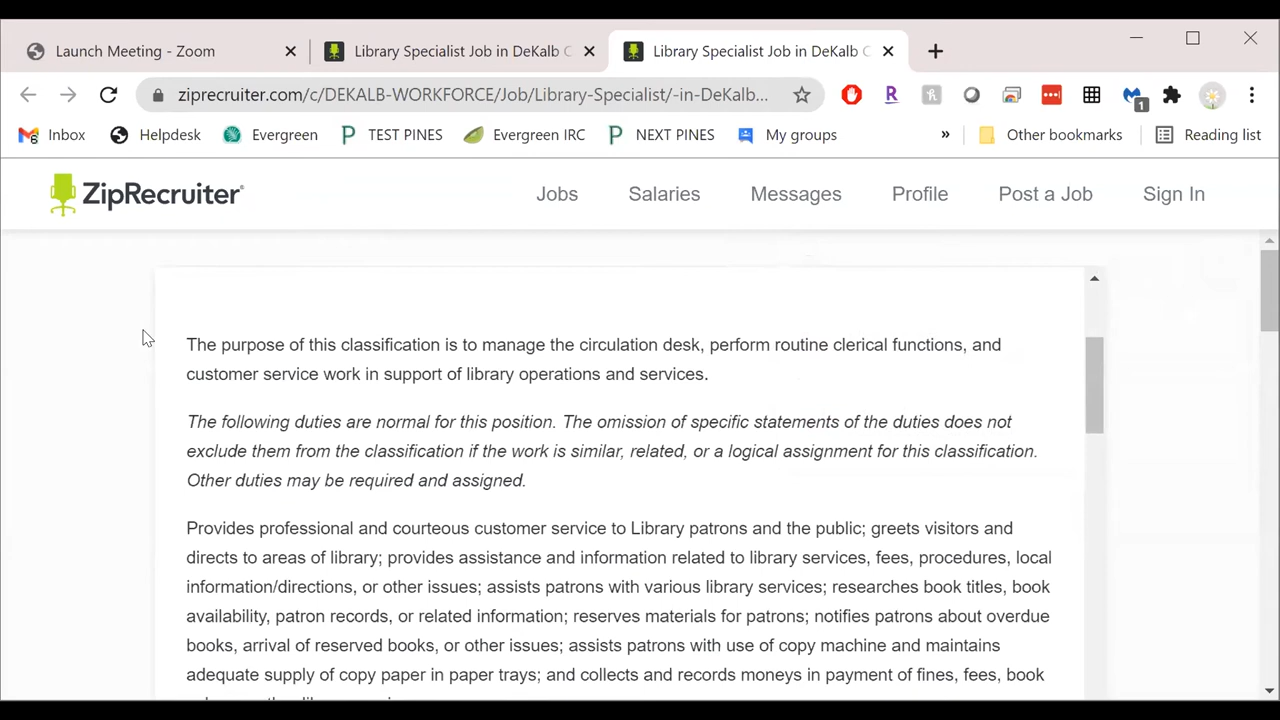 Launch Meeting - Zoom
Library Specialist Job in DeKalb C
Library Specialist Job in DeKalb C
ziprecruiter.com/c/DEKALB-WORKFORCE/Job/Library-Specialist/-in-DeKalb...
1
Inbox Helpdesk Evergreen TEST PINES Evergreen IRC NEXT PINES My groups » Other bookmarks Reading list
ZipRecruiter Jobs Salaries Messages Profile Post a Job Sign In
The purpose of this classification is to manage the circulation desk, perform routine clerical functions, and
customer service work in support of library operations and services.
The following duties are normal for this position. The omission of specific statements of the duties does not
exclude them from the classification if the work is similar, related, or a logical assignment for this classification.
Other duties may be required and assigned.
Provides professional and courteous customer service to Library patrons and the public; greets visitors and
directs to areas of library; provides assistance and information related to library services, fees, procedures, local
information/directions, or other issues; assists patrons with various library services; researches book titles, book
availability, patron records, or related information; reserves materials for patrons; notifies patrons about overdue
books, arrival of reserved books, or other issues; assists patrons with use of copy machine and maintains
adequate supply of copy paper in paper trays; and collects and records moneys in payment of fines, fees, book